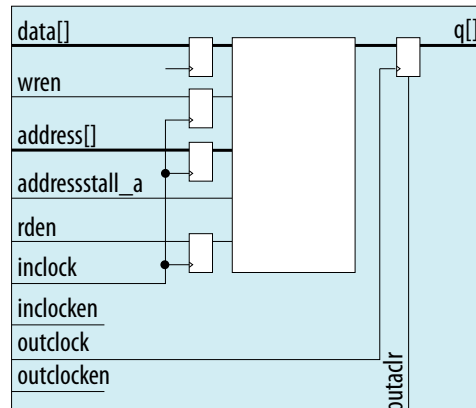 data[]
q[]
wren
address[]
addressstall_a
rden
inclock
inclocken
outclock
outclocken
outaclr